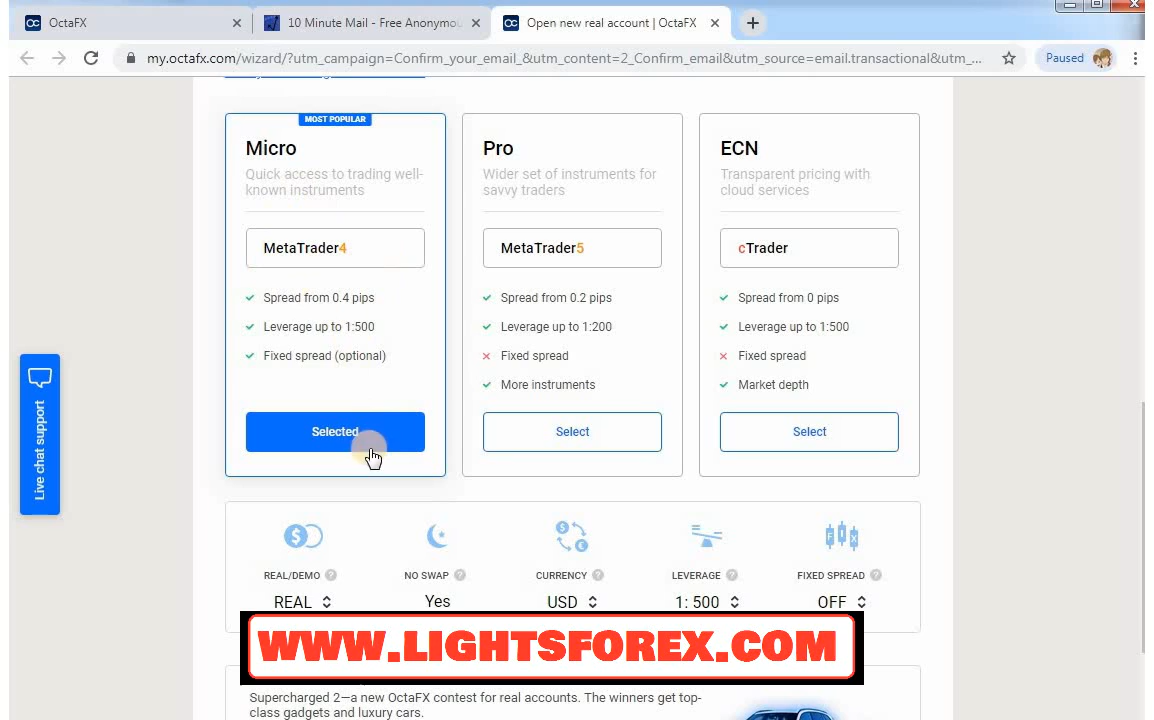 OctaFX
10 Minute Mail - Free Anonymou
Open new real account | OctaFX
my.octafx.com/wizard/?utm_campaign=Confirm_your_email_&utm_content=2_Confirm_email&utm_source=email.transactional&utm_...
Paused
MOST POPULAR
Micro
Quick access to trading well-
known instruments
MetaTrader4
Spread from 0.4 pips
Leverage up to 1:500
Fixed spread (optional)
Selected
Pro
Wider set of instruments for
savvy traders
MetaTrader5
Spread from 0.2 pips
Leverage up to 1:200
Fixed spread
More instruments
Select
ECN
Transparent pricing with
cloud services
cTrader
Spread from 0 pips
Leverage up to 1:500
Fixed spread
Market depth
Select
Live chat support
REAL/DEMO ?
REAL
NO SWAP ?
Yes
CURRENCY ?
USD
LEVERAGE ?
1: 500
FIX
FIXED SPREAD ?
OFF
WWW.LIGHTSFOREX.COM
Supercharged 2—a new OctaFX contest for real accounts. The winners get top-
class gadgets and luxury cars.